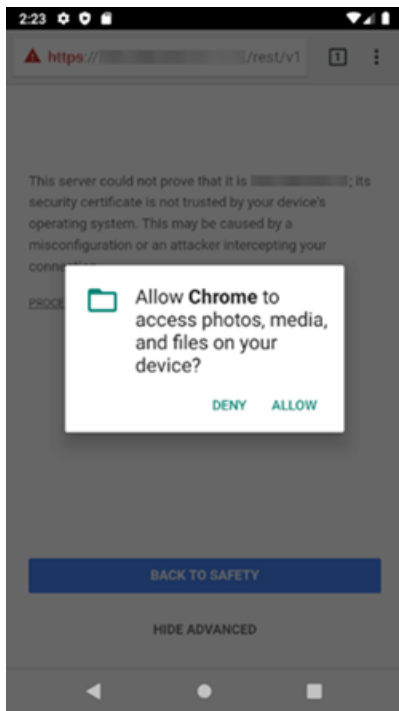 2:23
https:// /rest/v1 1
This server could not prove that it is ; its
security certificate is not trusted by your device's
operating system. This may be caused by a
misconfiguration or an attacker intercepting your
Allow Chrome to
access photos, media,
and files on your
device?
DENY ALLOW
BACK TO SAFETY
HIDE ADVANCED